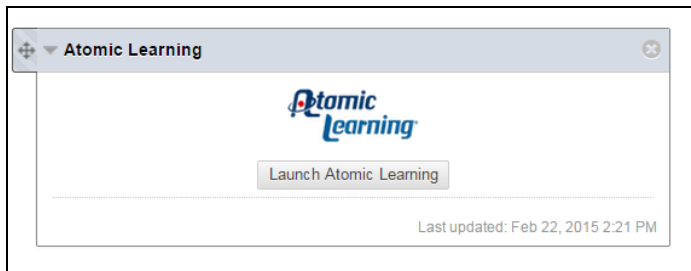 Atomic Learning
Atomic
Learning
Launch Atomic Learning
Last updated: Feb 22, 2015 2:21 PM